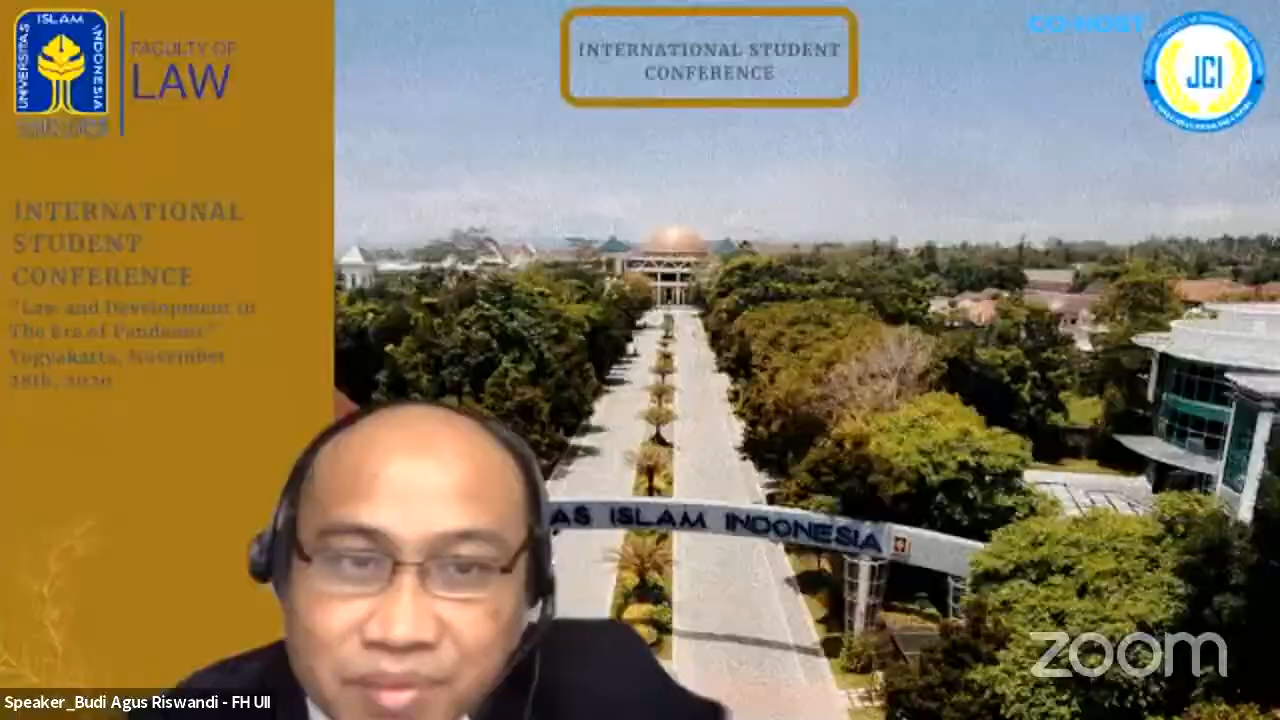 UNIVERSITAS
ISLAM
INDONESIA
FACULTY OF
LAW
INTERNATIONAL STUDENT
CONFERENCE
CO-HOST
JCI
INTERNATIONAL
STUDENT
CONFERENCE
"Law and Development in
The Era of Pandemic"
Yogyakarta, November
28th, 2020
AS ISLAM INDONESIA
zoom
Speaker_Budi Agus Riswandi - FH UII